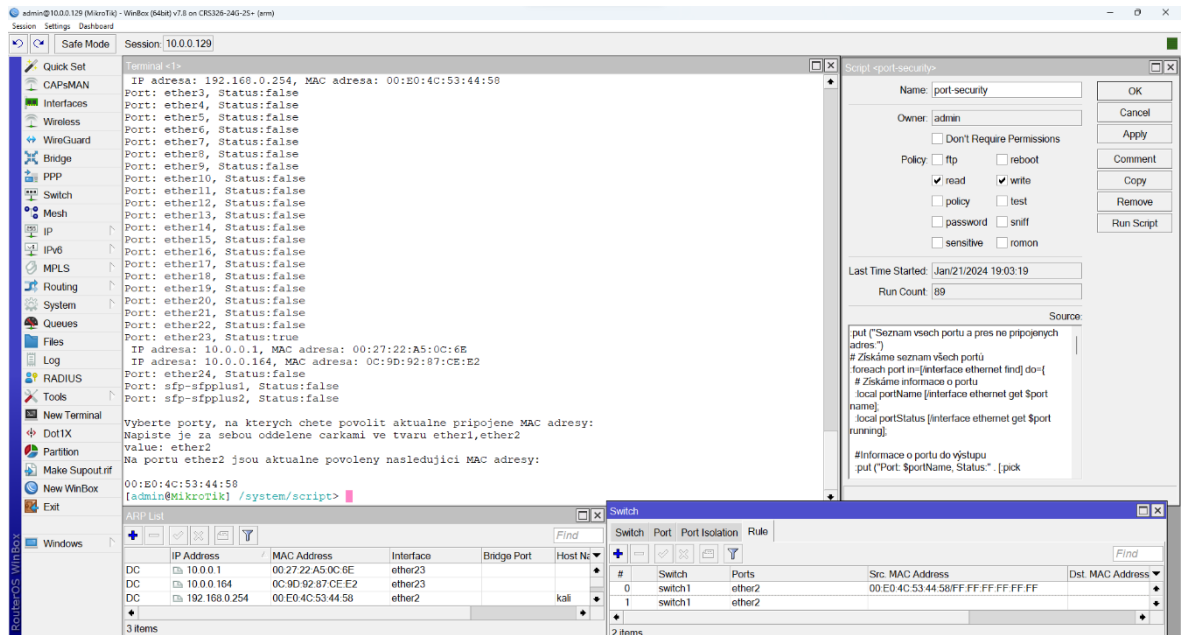 admin@10.0.0.129 (MikroTik) - WinBox (64bit) v7.8 on CRS326-24G-2S+ (arm)
Session Settings Dashboard
Safe Mode Session: 10.0.0.129
Quick Set
CAPsMAN
Interfaces
Wireless
WireGuard
Bridge
PPP
Switch
Mesh
IP
IPv6
MPLS
Routing
System
Queues
Files
Log
RADIUS
Tools
New Terminal
Dot1X
Partition
Make Supout.rif
New WinBox
Exit
Windows
RouterOS WinBox
Terminal <1>
IP adresa: 192.168.0.254, MAC adresa: 00:E0:4C:53:44:58
Port: ether3, Status:false
Port: ether4, Status:false
Port: ether5, Status:false
Port: ether6, Status:false
Port: ether7, Status:false
Port: ether8, Status:false
Port: ether9, Status:false
Port: ether10, Status:false
Port: ether11, Status:false
Port: ether12, Status:false
Port: ether13, Status:false
Port: ether14, Status:false
Port: ether15, Status:false
Port: ether16, Status:false
Port: ether17, Status:false
Port: ether18, Status:false
Port: ether19, Status:false
Port: ether20, Status:false
Port: ether21, Status:false
Port: ether22, Status:false
Port: ether23, Status:true
IP adresa: 10.0.0.1, MAC adresa: 00:27:22:A5:0C:6E
IP adresa: 10.0.0.164, MAC adresa: 0C:9D:92:87:CE:E2
Port: ether24, Status:false
Port: sfp-sfpplus1, Status:false
Port: sfp-sfpplus2, Status:false
Vyberte porty, na kterych chete povolit aktualne pripojene MAC adresy:
Napiste je za sebou oddelene carkami ve tvaru ether1,ether2
value: ether2
Na portu ether2 jsou aktualne povoleny nasledujici MAC adresy:
00:E0:4C:53:44:58
[admin@MikroTik] /system/script>
Script <port-security>
Name: port-security
Owner: admin
Don't Require Permissions
Policy: ftp reboot
read write
policy test
password sniff
sensitive romon
Last Time Started: Jan/21/2024 19:03:19
Run Count: 89
Source:
:put ("Seznam vsech portu a pres ne pripojenych
adres:")
# Získáme seznam všech portů
:foreach port in=[/interface ethernet find] do={
# Získáme informace o portu
:local portName [/interface ethernet get $port
name];
:local portStatus [/interface ethernet get $port
running];
#Informace o portu do výstupu
:put ("Port: $portName, Status:" . [:pick
OK
Cancel
Apply
Comment
Copy
Remove
Run Script
ARP List
Find
IP Address MAC Address Interface Bridge Port Host Na
DC 10.0.0.1 00:27:22:A5:0C:6E ether23
DC 10.0.0.164 0C:9D:92:87:CE:E2 ether23
DC 192.168.0.254 00:E0:4C:53:44:58 ether2 kali
3 items
Switch
Switch Port Port Isolation Rule
Find
# Switch Ports Src. MAC Address Dst. MAC Address
0 switch1 ether2 00:E0:4C:53:44:58/FF:FF:FF:FF:FF:FF
1 switch1 ether2
2 items